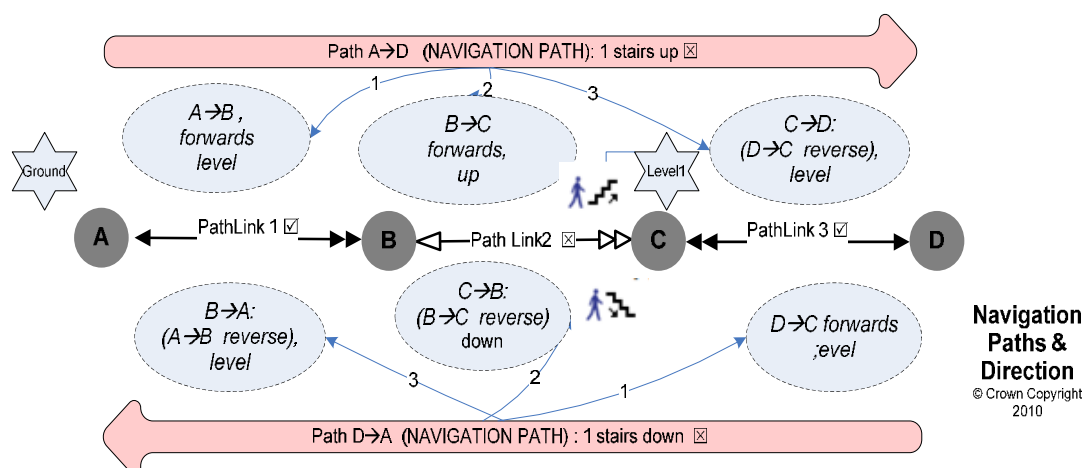 Path A→D (NAVIGATION PATH): 1 stairs up ☒
1
2
3
A→B ,
forwards
level
B→C
forwards,
up
C→D:
(D→C reverse),
level
Ground
Level1
A
PathLink 1 ☑
B
Path Link2 ☒
C
PathLink 3 ☑
D
B→A:
(A→B reverse),
level
C→B:
(B→C reverse)
down
D→C forwards
;evel
3
2
1
Path D→A (NAVIGATION PATH) : 1 stairs down ☒
Navigation
Paths &
Direction
© Crown Copyright
2010